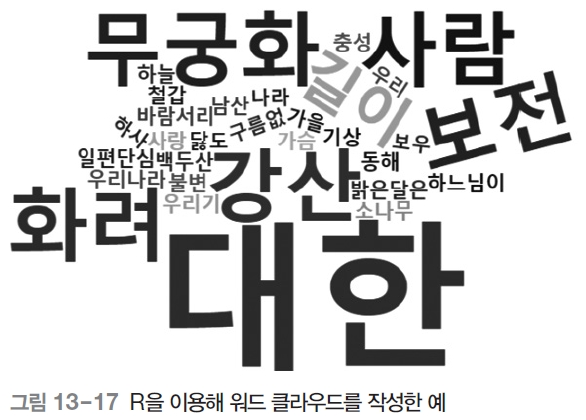 무궁화 충성 사람
하늘 길이 우리
철갑
바람서리 남산 나라 보전
하사 사랑 닳도 구름없 가을 기상
가슴 보우
일편단심 백두산 동해
우리나라 불변 강산 밝은달은 하느님이
화려 우리기 소나무
대한
그림 13-17 R을 이용해 워드 클라우드를 작성한 예